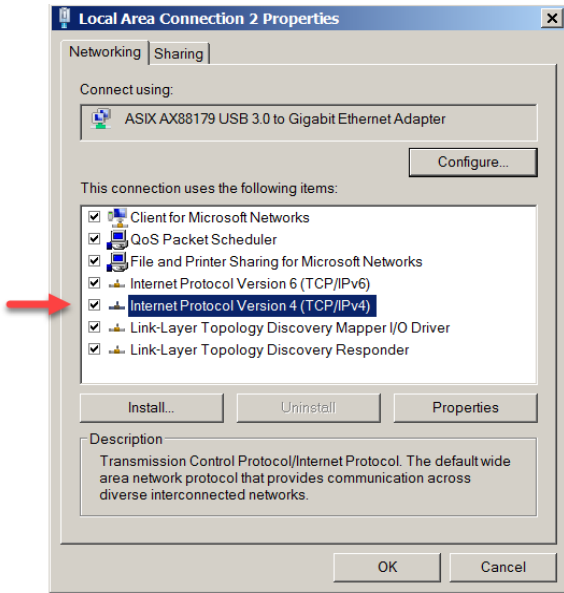 Local Area Connection 2 Properties
Networking
Sharing
Connect using:
ASIX AX88179 USB 3.0 to Gigabit Ethernet Adapter
Configure...
This connection uses the following items:
Client for Microsoft Networks
QoS Packet Scheduler
File and Printer Sharing for Microsoft Networks
Internet Protocol Version 6 (TCP/IPv6)
Internet Protocol Version 4 (TCP/IPv4)
Link-Layer Topology Discovery Mapper I/O Driver
Link-Layer Topology Discovery Responder
Install...
Uninstall
Properties
Description
Transmission Control Protocol/Internet Protocol. The default wide
area network protocol that provides communication across
diverse interconnected networks.
OK
Cancel